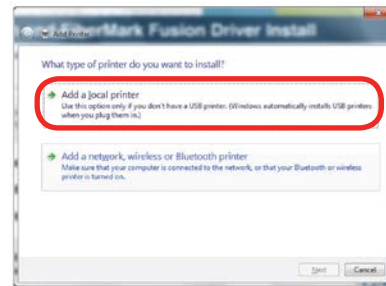 FiberMark Fusion Driver Install
Add Printer
What type of printer do you want to install?
Add a local printer
Use this option only if you don't have a USB printer. (Windows automatically installs USB printers
when you plug them in.)
Add a network, wireless or Bluetooth printer
Make sure that your computer is connected to the network, or that your Bluetooth or wireless
printer is turned on.
Next Cancel